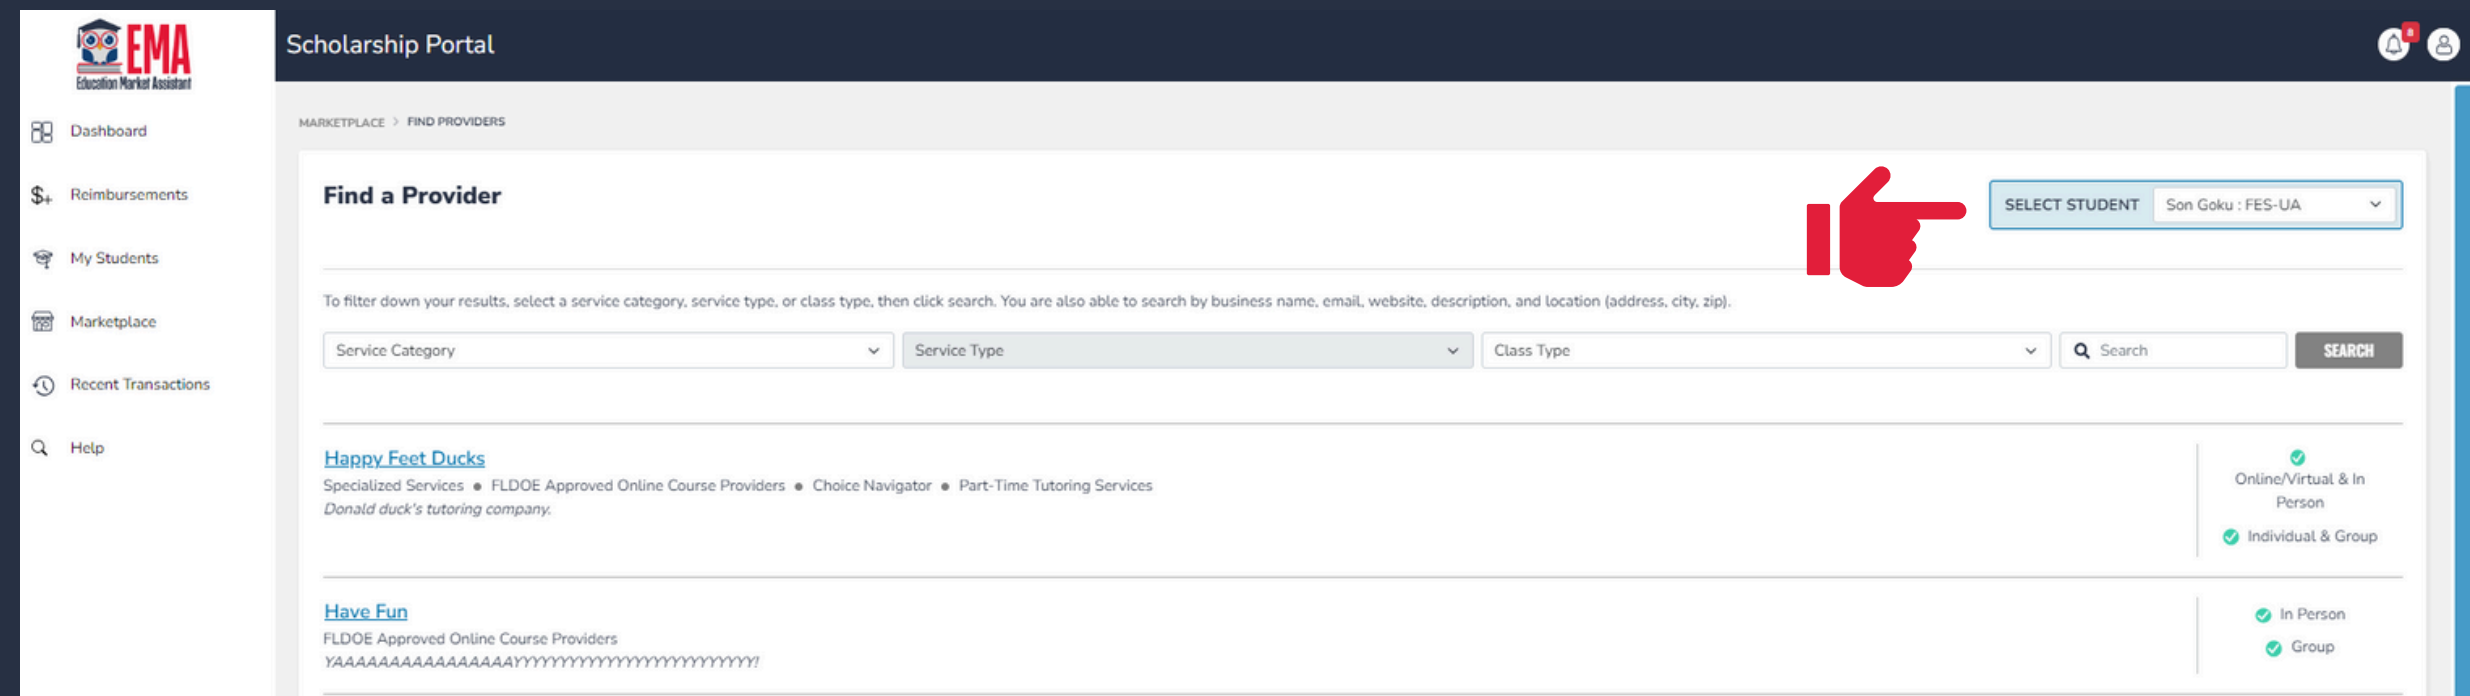 EMA
Education Market Assistant
Scholarship Portal
Dashboard
Reimbursements
My Students
Marketplace
Recent Transactions
Help
MARKETPLACE > FIND PROVIDERS
Find a Provider
SELECT STUDENT Son Goku : FES-UA
To filter down your results, select a service category, service type, or class type, then click search. You are also able to search by business name, email, website, description, and location (address, city, zip).
Service Category Service Type Class Type Search SEARCH
Happy Feet Ducks
Specialized Services ● FLDOE Approved Online Course Providers ● Choice Navigator ● Part-Time Tutoring Services
Donald duck's tutoring company.
Online/Virtual & In
Person
Individual & Group
Have Fun
FLDOE Approved Online Course Providers
YAAAAAAAAAAAAAAAAYYYYYYYYYYYYYYYYYYYYYYYYYY!
In Person
Group